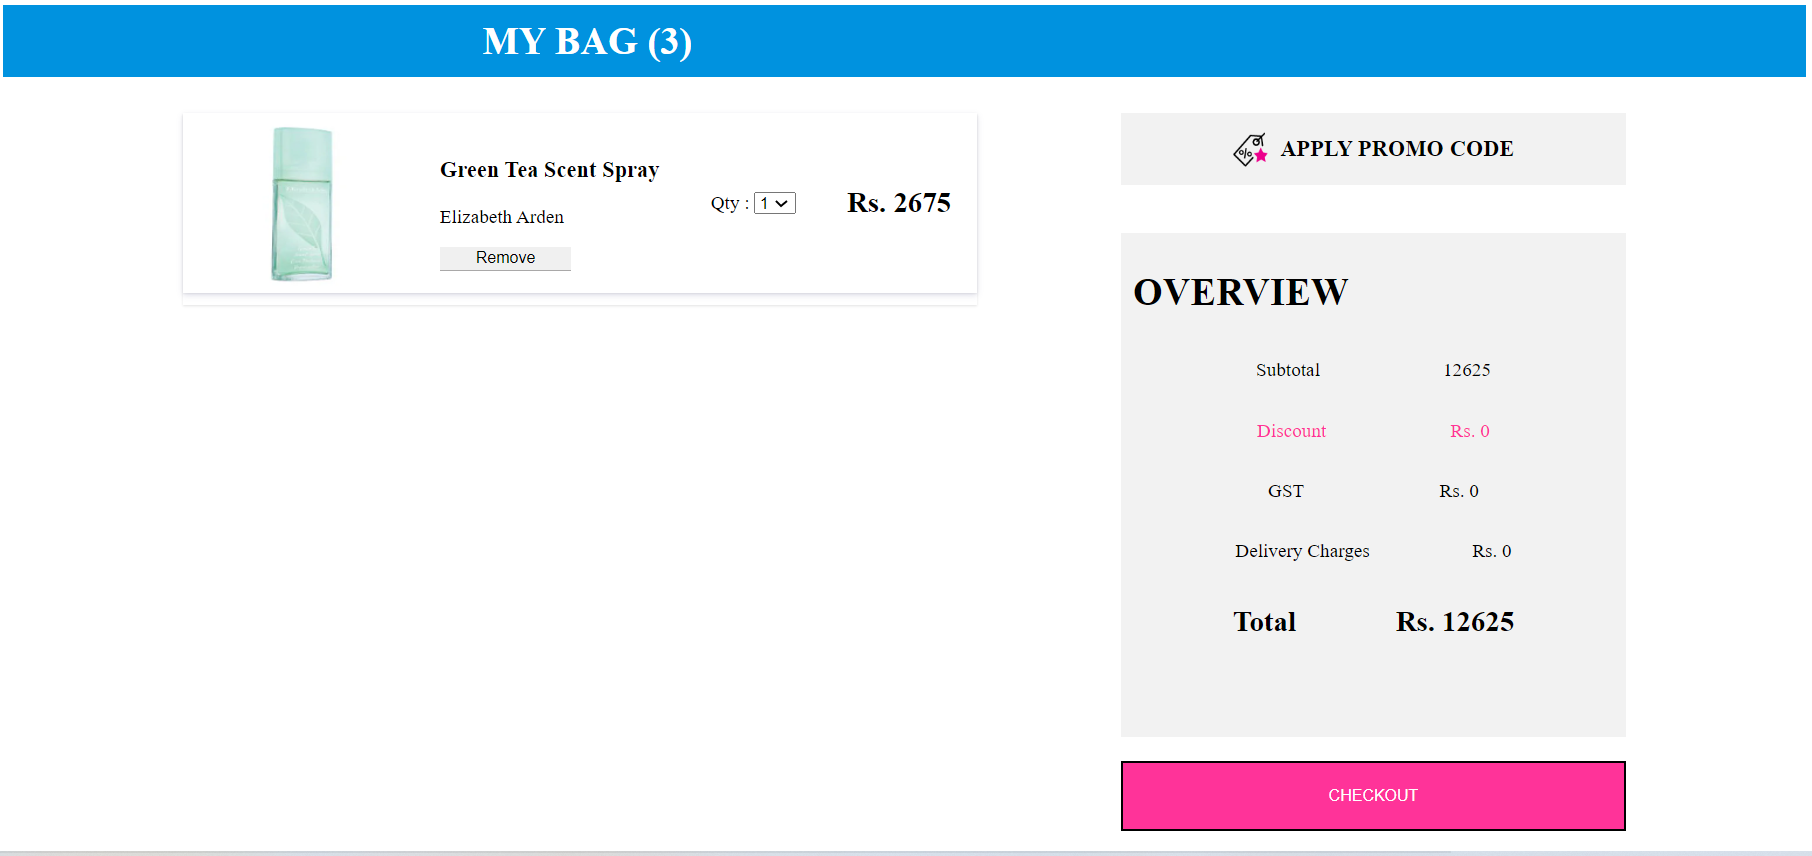 MY BAG (3)
Green Tea Scent Spray
Elizabeth Arden
Remove
Qty : 1
Rs. 2675
% APPLY PROMO CODE
OVERVIEW
Subtotal 12625
Discount Rs. 0
GST Rs. 0
Delivery Charges Rs. 0
Total Rs. 12625
CHECKOUT